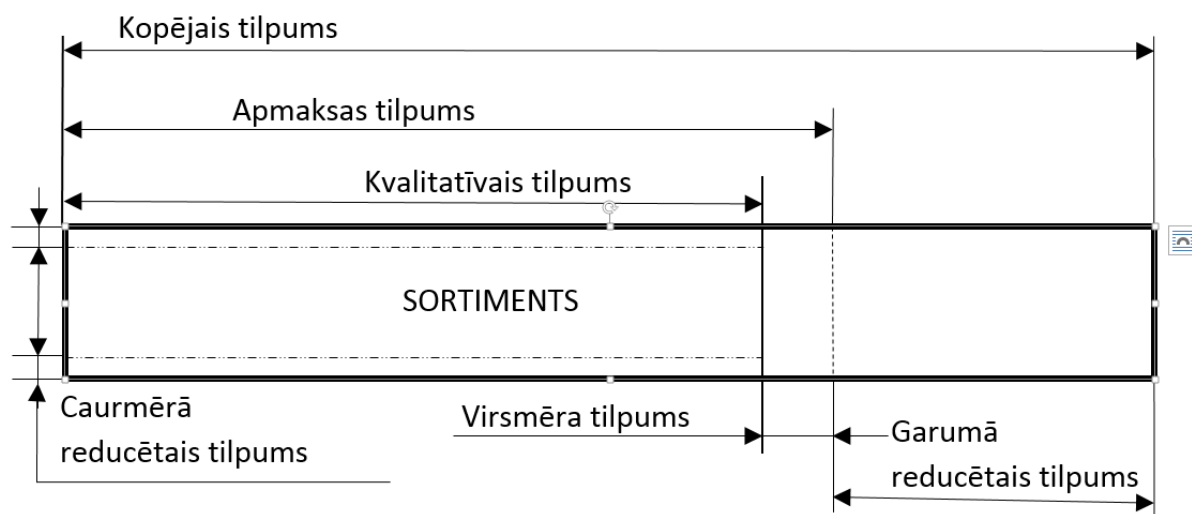 Kopējais tilpums
Apmaksas tilpums
Kvalitatīvais tilpums
SORTIMENTS
Caurmērā
reducētais tilpums
Virsmēra tilpums
Garumā
reducētais tilpums